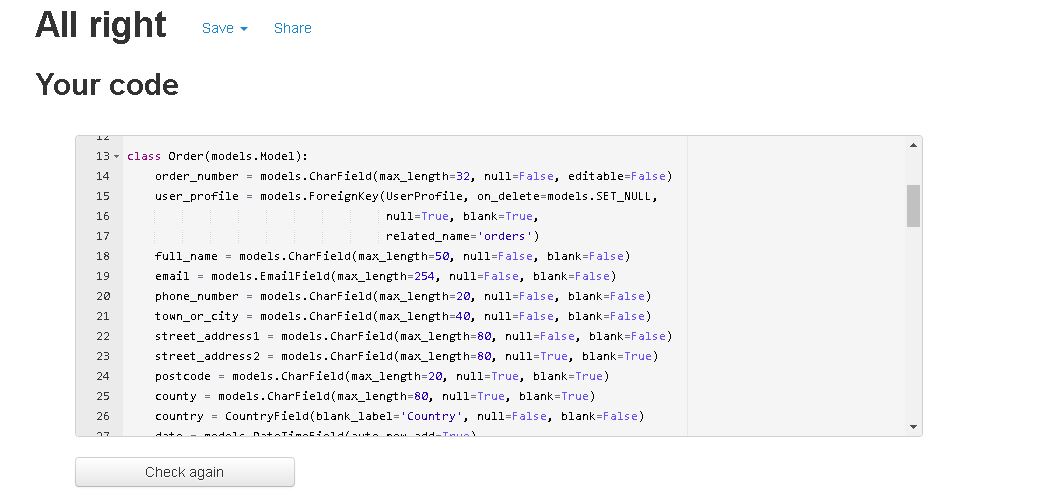 All right Save Share
Your code
12
13 class Order(models.Model):
14 order_number = models.CharField(max_length=32, null=False, editable=False)
15 user_profile = models.ForeignKey(UserProfile, on_delete=models.SET_NULL,
16 null=True, blank=True,
17 related_name='orders')
18 full_name = models.CharField(max_length=50, null=False, blank=False)
19 email = models.EmailField(max_length=254, null=False, blank=False)
20 phone_number = models.CharField(max_length=20, null=False, blank=False)
21 town_or_city = models.CharField(max_length=40, null=False, blank=False)
22 street_address1 = models.CharField(max_length=80, null=False, blank=False)
23 street_address2 = models.CharField(max_length=80, null=True, blank=True)
24 postcode = models.CharField(max_length=20, null=True, blank=True)
25 county = models.CharField(max_length=80, null=True, blank=True)
26 country = CountryField(blank_label='Country', null=False, blank=False)
27 date = models.DateTimeField(auto_now_add=True)
Check again